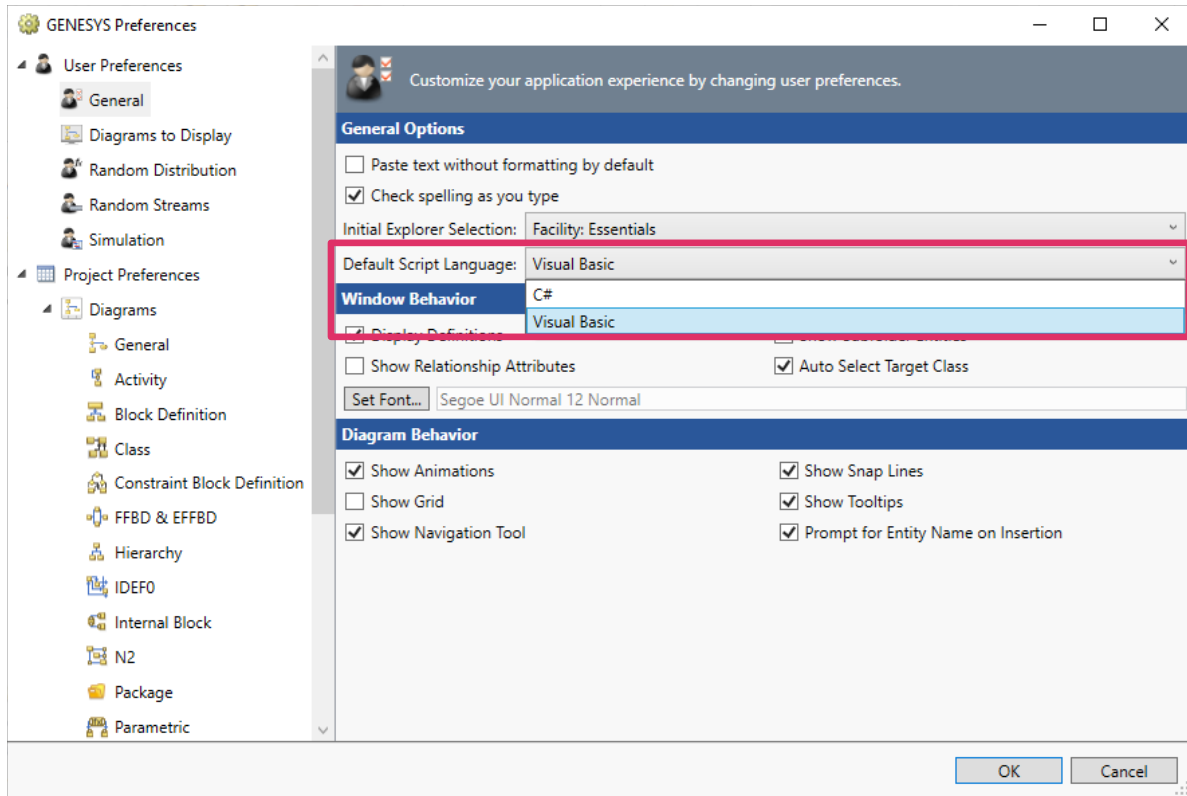 GENESYS Preferences
User Preferences
General
Diagrams to Display
Random Distribution
Random Streams
Simulation
Project Preferences
Diagrams
General
Activity
Block Definition
Class
Constraint Block Definition
FFBD & EFFBD
Hierarchy
IDEF0
Internal Block
N2
Package
Parametric
Customize your application experience by changing user preferences.
General Options
Paste text without formatting by default
Check spelling as you type
Initial Explorer Selection: Facility: Essentials
Default Script Language: Visual Basic
C#
Window Behavior
Visual Basic
Display Definitions Show Subfolder Entities
Show Relationship Attributes Auto Select Target Class
Set Font... Segoe UI Normal 12 Normal
Diagram Behavior
Show Animations Show Snap Lines
Show Grid Show Tooltips
Show Navigation Tool Prompt for Entity Name on Insertion
OK Cancel